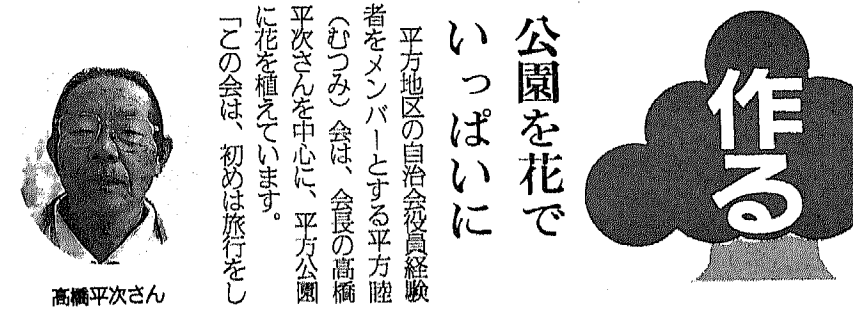 作る
公園を花で
いっぱいに
平方地区の自治会役員経験
者をメンバーとする平方睦
（むつみ）会は、会長の高橋
平次さんを中心に、平方公園
に花を植えています。
「この会は、初めは旅行をし
高橋平次さん